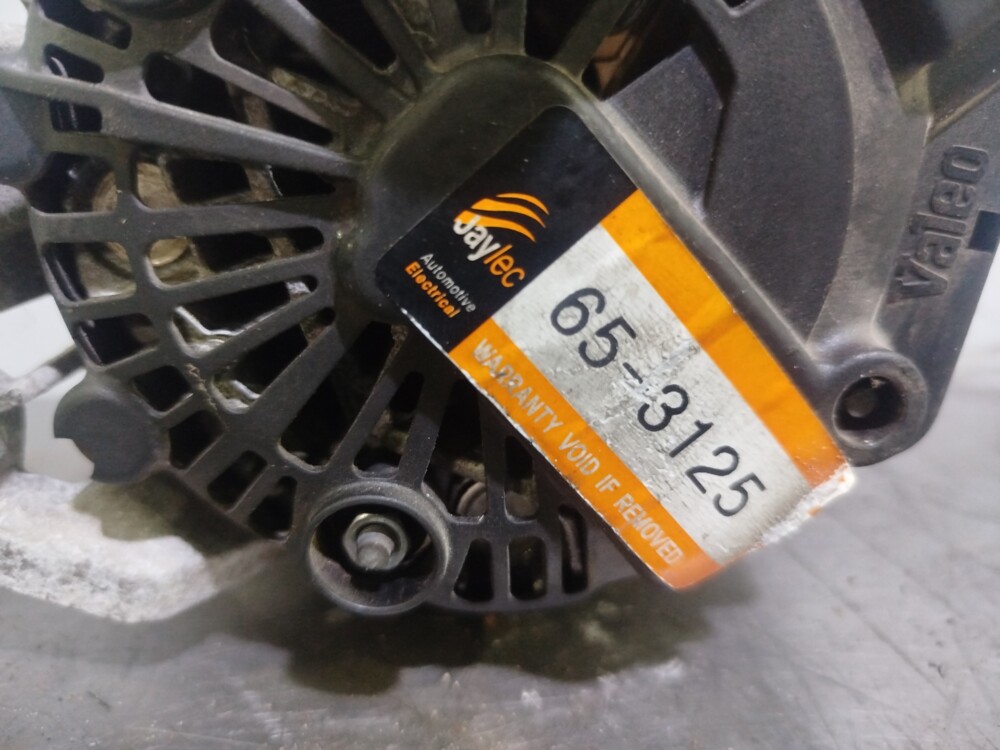 Jaylec
Automotive
Electrical
65-3125
WARRANTY VOID IF REMOVED
Valeo